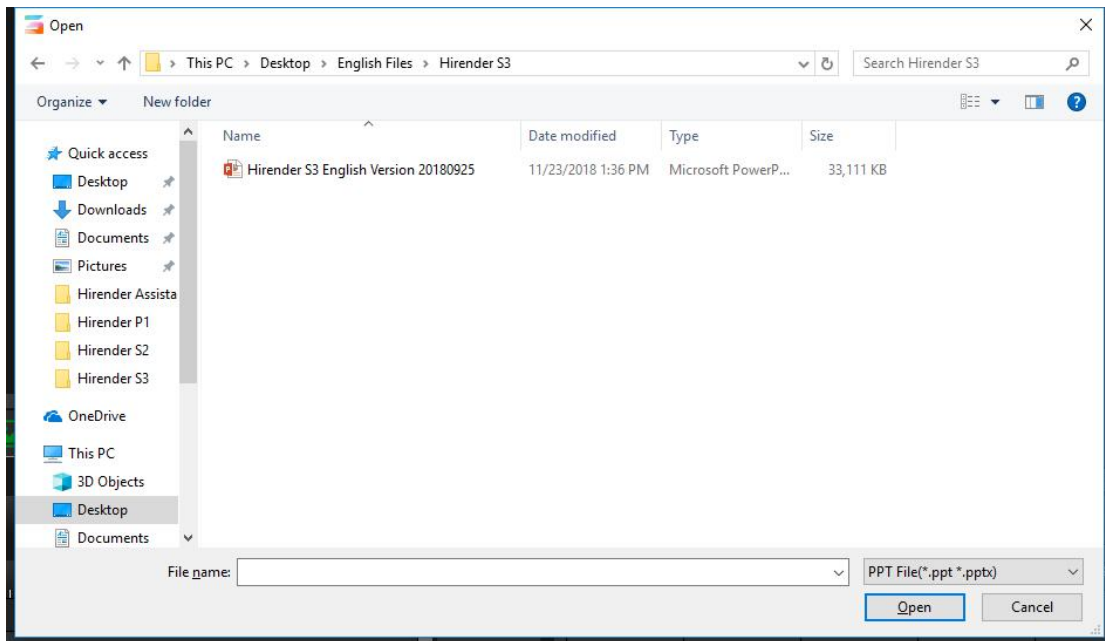 Open
This PC > Desktop > English Files > Hirender S3
Search Hirender S3
Organize
New folder
Name
Date modified
Type
Size
Quick access
Desktop
Downloads
Documents
Pictures
Hirender Assista
Hirender P1
Hirender S2
Hirender S3
OneDrive
This PC
3D Objects
Desktop
Documents
Hirender S3 English Version 20180925 11/23/2018 1:36 PM Microsoft PowerP... 33,111 KB
File name:
PPT File(*.ppt *.pptx)
Open
Cancel